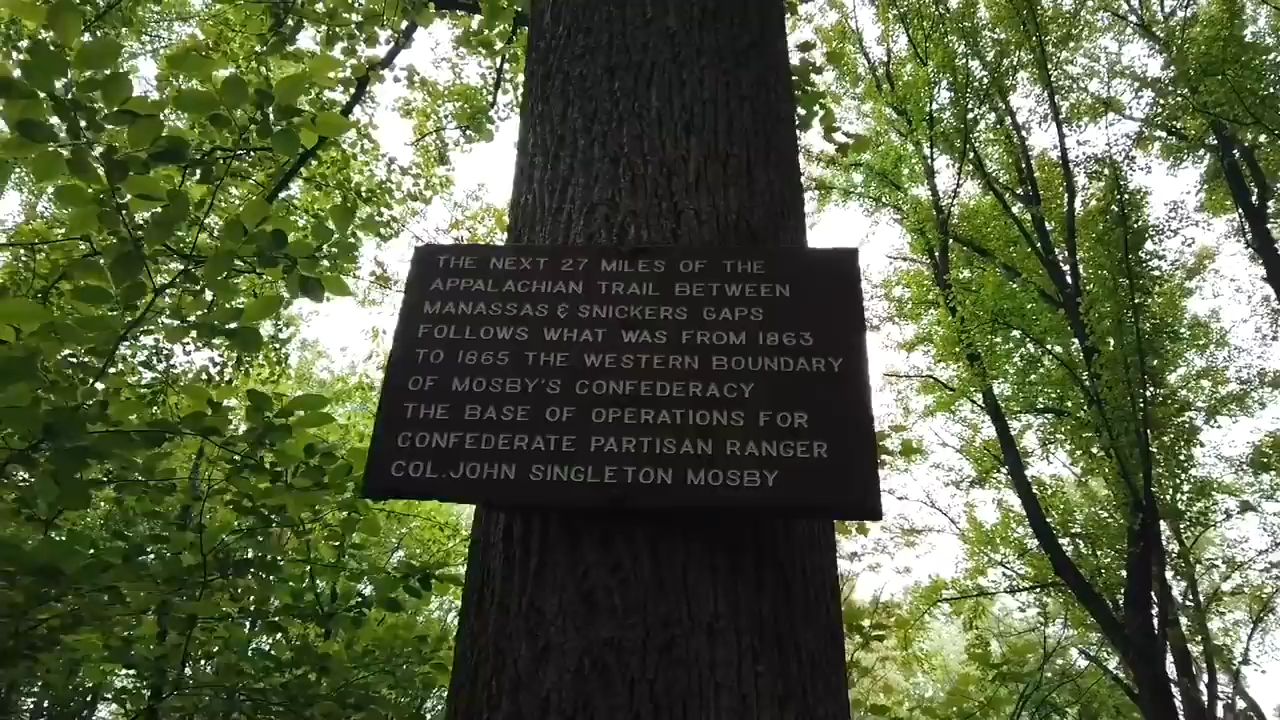 THE NEXT 27 MILES OF THE
APPALACHIAN TRAIL BETWEEN
MANASSAS & SNICKERS GAPS
FOLLOWS WHAT WAS FROM 1863
TO 1865 THE WESTERN BOUNDARY
OF MOSBY'S CONFEDERACY
THE BASE OF OPERATIONS FOR
CONFEDERATE PARTISAN RANGER
COL. JOHN SINGLETON MOSBY